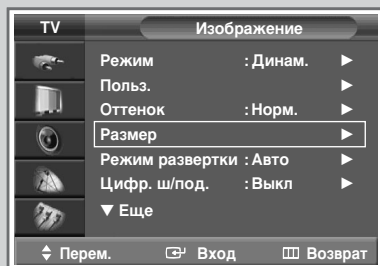 TV Изображение
Режим : Динам. ►
Польз. ►
Оттенок : Норм. ►
Размер ►
Режим развертки : Авто ►
Цифр. ш/под. : Выкл ►
▼ Еще
Перем. Вход Возврат